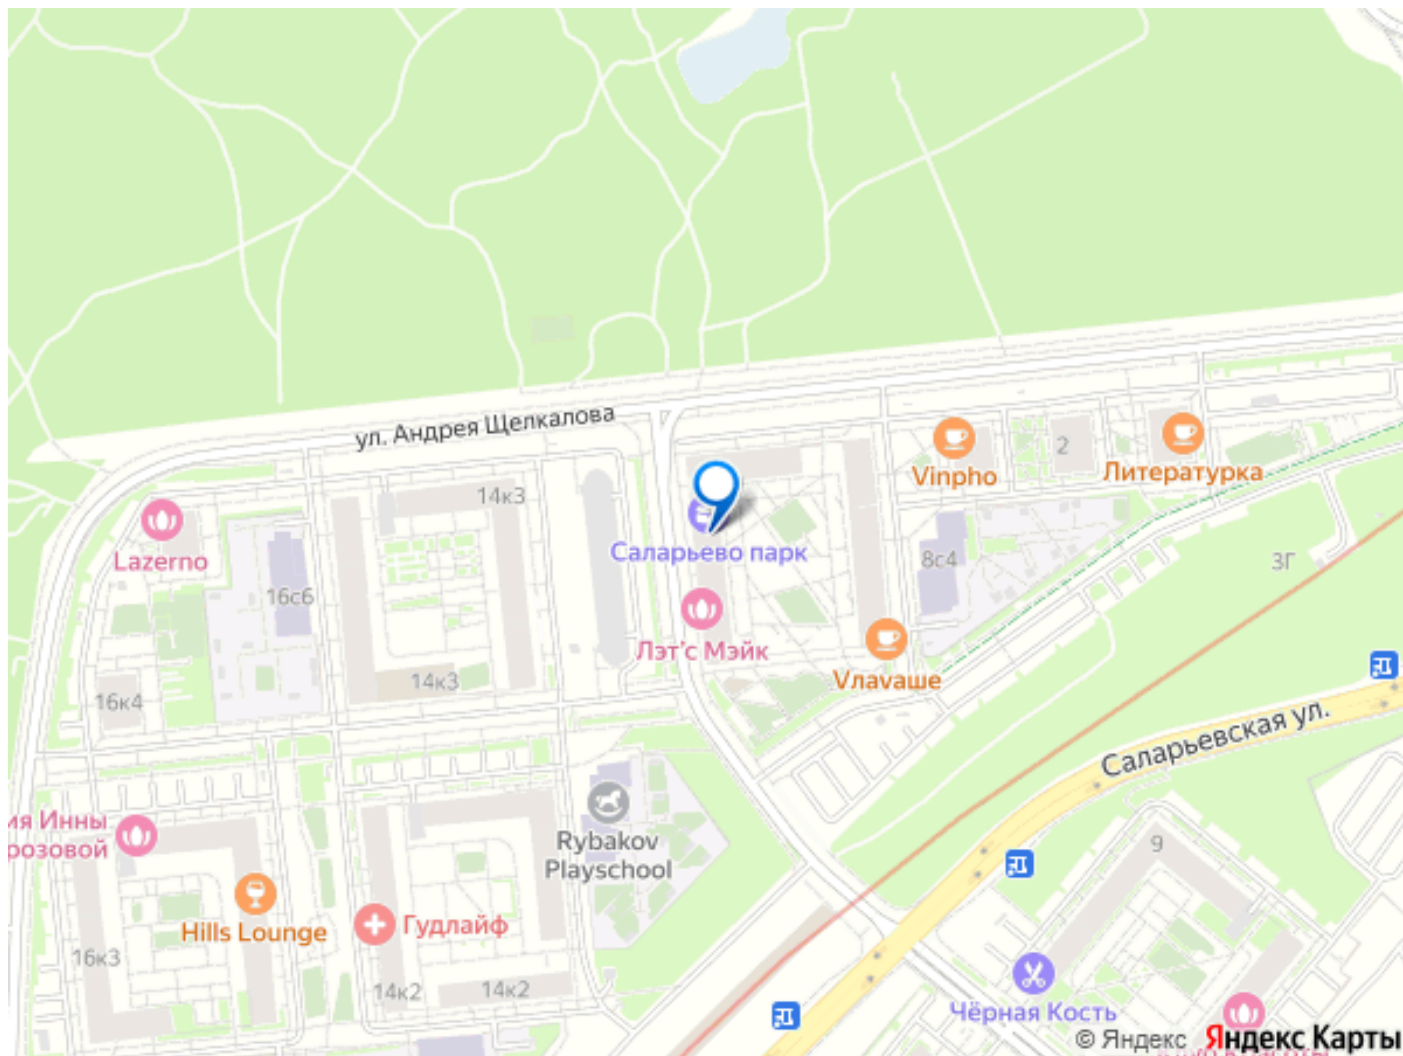 ул. Андрея Щелкалова
14к3
Vinpho
2
Литературка
Lazerno
Саларьево парк
8с4
3Г
16с6
Лэт'с Мэйк
Vлаvаше
14к3
16к4
Саларьевская ул.
ия Инны
розовой
Rybakov
Playschool
9
Hills Lounge
Гудлайф
16к3
14к2
14к2
Чёрная Кость
© Яндекс Яндекс Карты